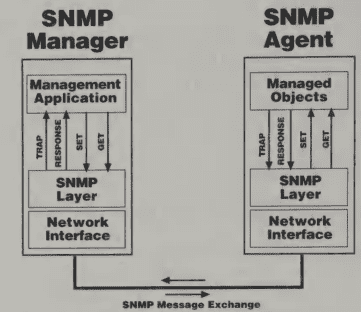 SNMP
Manager
SNMP
Agent
Management
Application
Managed
Objects
TRAP
RESPONSE
SET
GET
TRAP
RESPONSE
SET
GET
SNMP
Layer
SNMP
Layer
Network
Interface
Network
Interface
SNMP Message Exchange